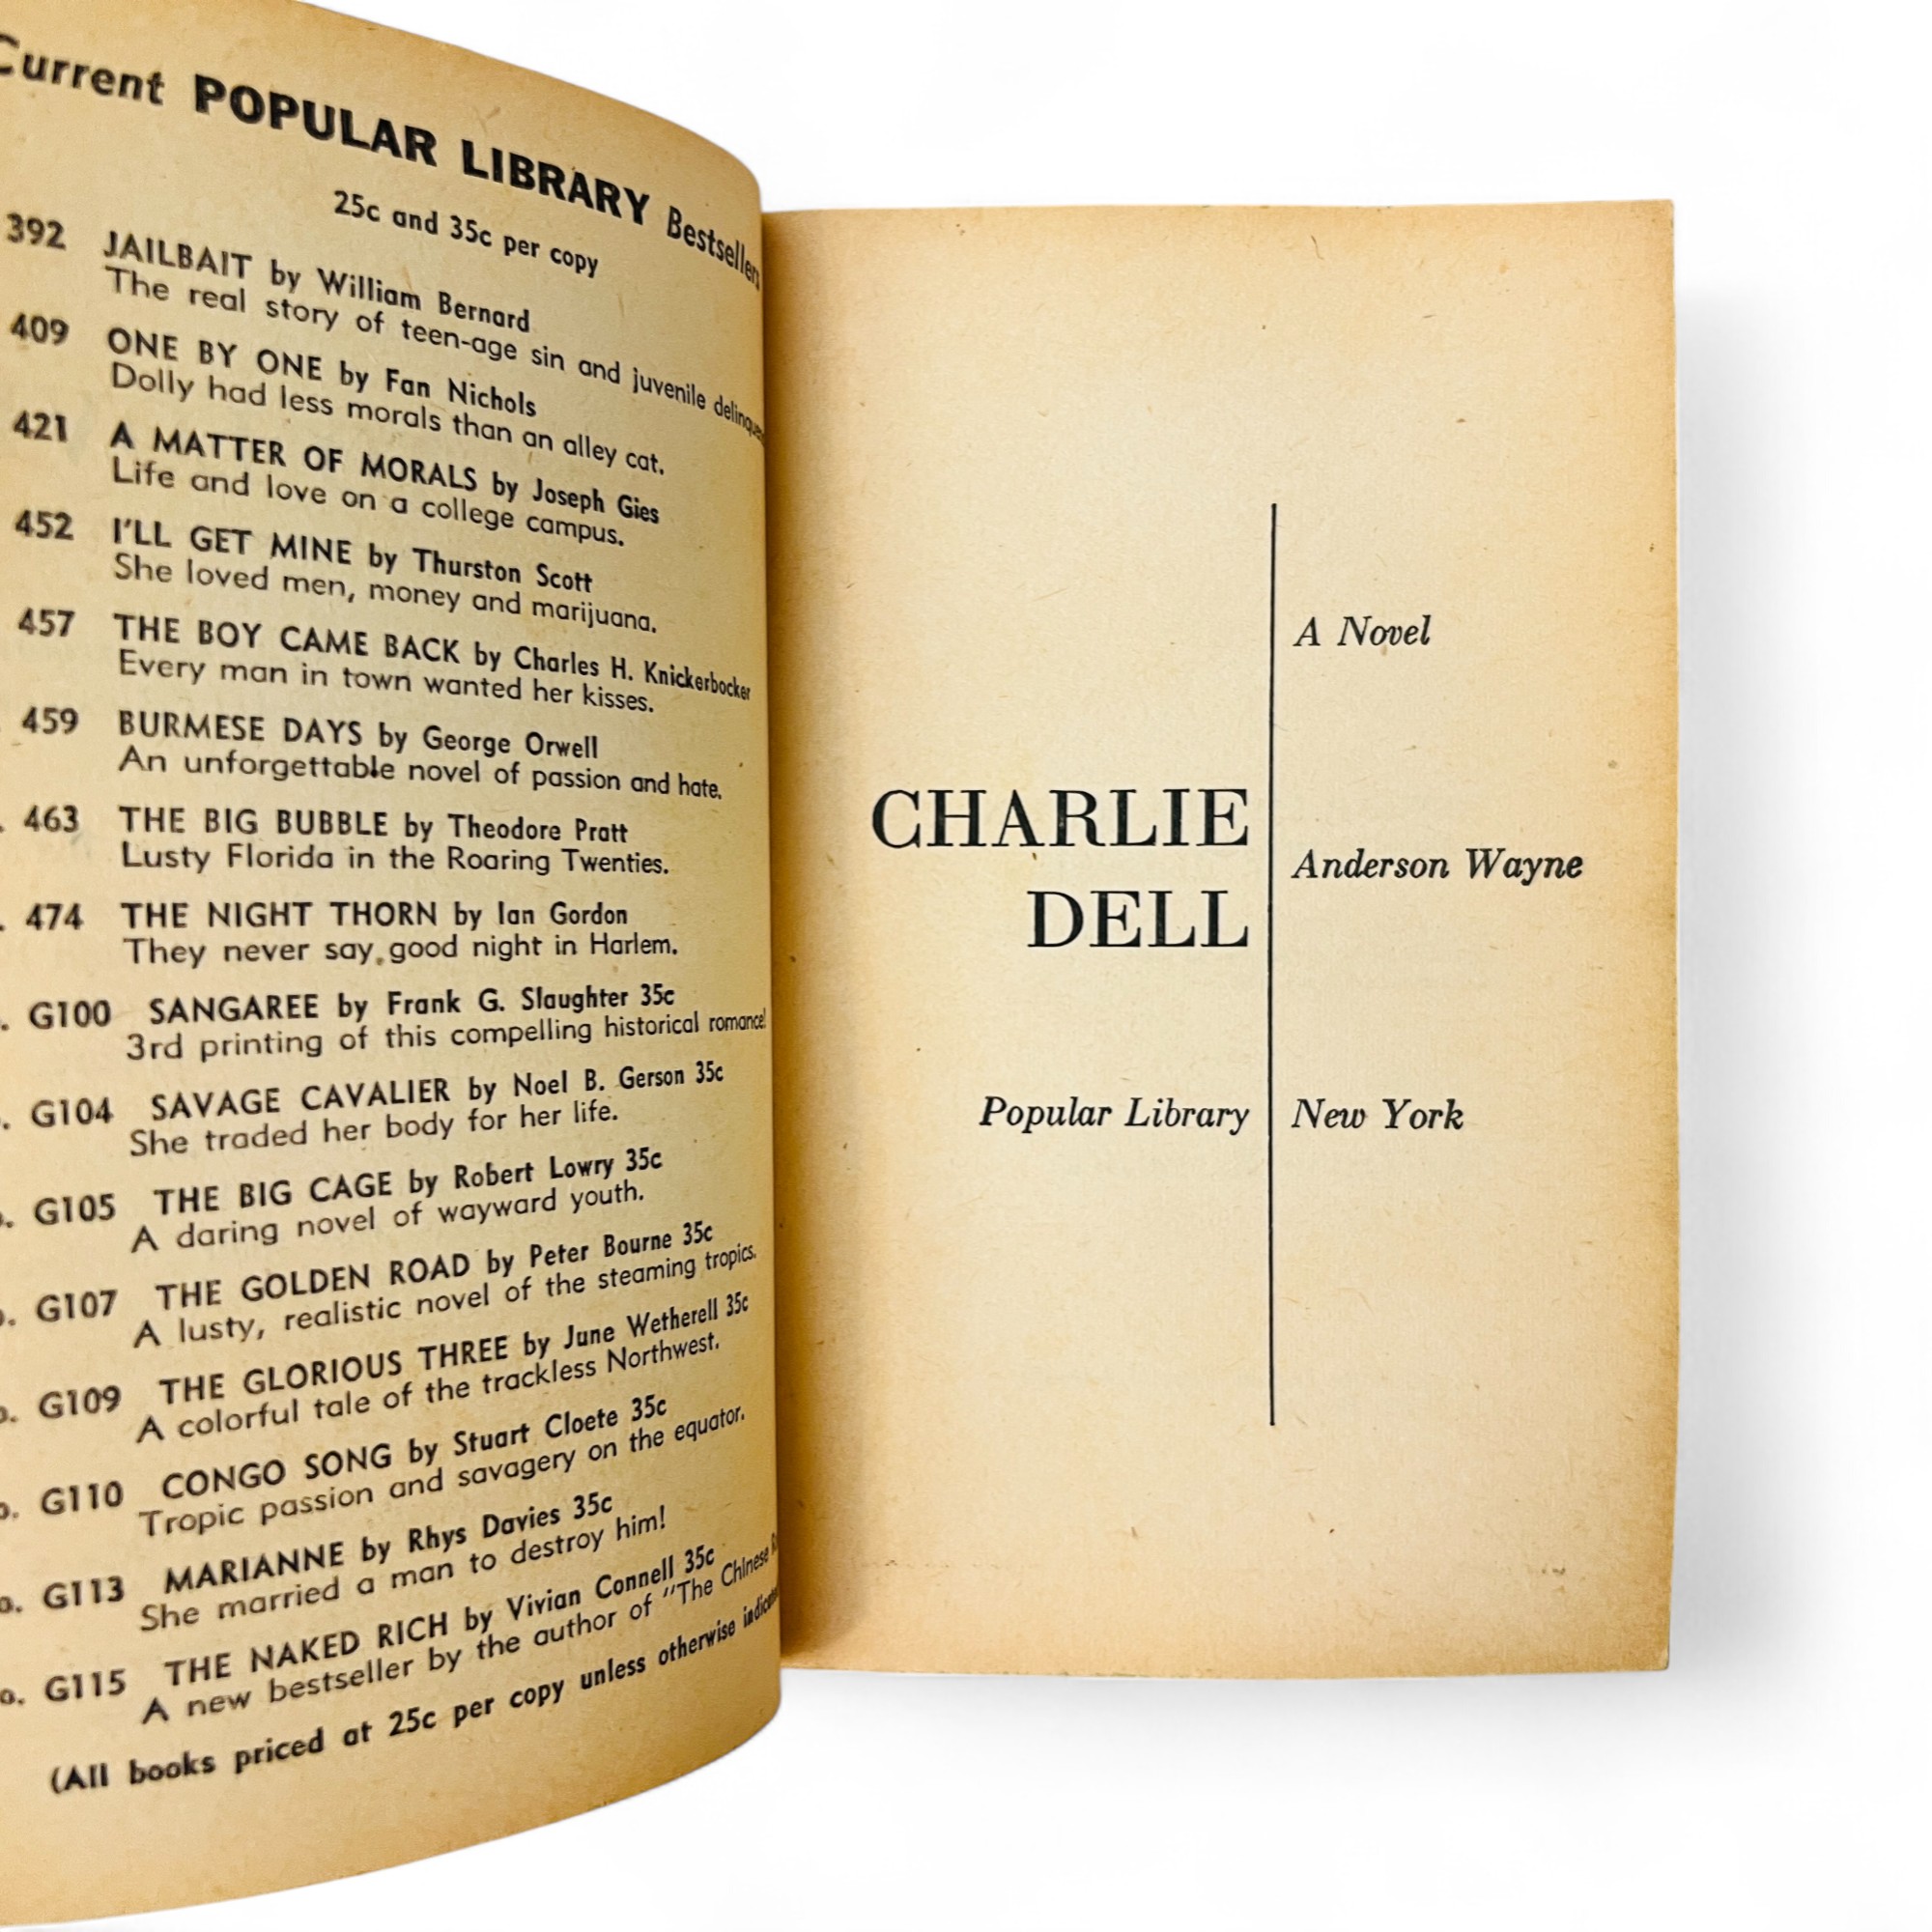 Current POPULAR LIBRARY Bestsellers
25c and 35c per copy
392 JAILBAIT by William Bernard
The real story of teen-age sin and juvenile
409 ONE BY ONE by Fan Nichols
Dolly had less morals than an alley cat.
421 A MATTER OF MORALS by Joseph Gies
Life and love on a college campus.
452 I'LL GET MINE by Thurston Scott
She loved men, money and marijuana.
457 THE BOY CAME BACK by Charles H. Knickerbocker
Every man in town wanted her kisses.
459 BURMESE DAYS by George Orwell
An unforgettable novel of passion and hate.
463 THE BIG BUBBLE by Theodore Pratt
Lusty Florida in the Roaring Twenties.
474 THE NIGHT THORN by Ian Gordon
They never say good night in Harlem.
G100 SANGAREE by Frank G. Slaughter 35c
3rd printing of this compelling historical romance!
G104 SAVAGE CAVALIER by Noel B. Gerson 35c
She traded her body for her life.
G105 THE BIG CAGE by Robert Lowry 35c
A daring novel of wayward youth.
G107 THE GOLDEN ROAD by Peter Bourne 35c
A lusty, realistic novel of the steaming tropics.
G109 THE GLORIOUS THREE by June Wetherell 35c
A colorful tale of the trackless Northwest.
G110 CONGO SONG by Stuart Cloete 35c
Tropic passion and savagery on the equator.
G113 MARIANNE by Rhys Davies 35c
She married a man to destroy him!
G115 THE NAKED RICH by Vivian Connell 35c
A new bestseller by the author of "The Chinese
(All books priced at 25c per copy unless otherwise
A Novel
CHARLIE
DELL
Anderson Wayne
Popular Library
New York